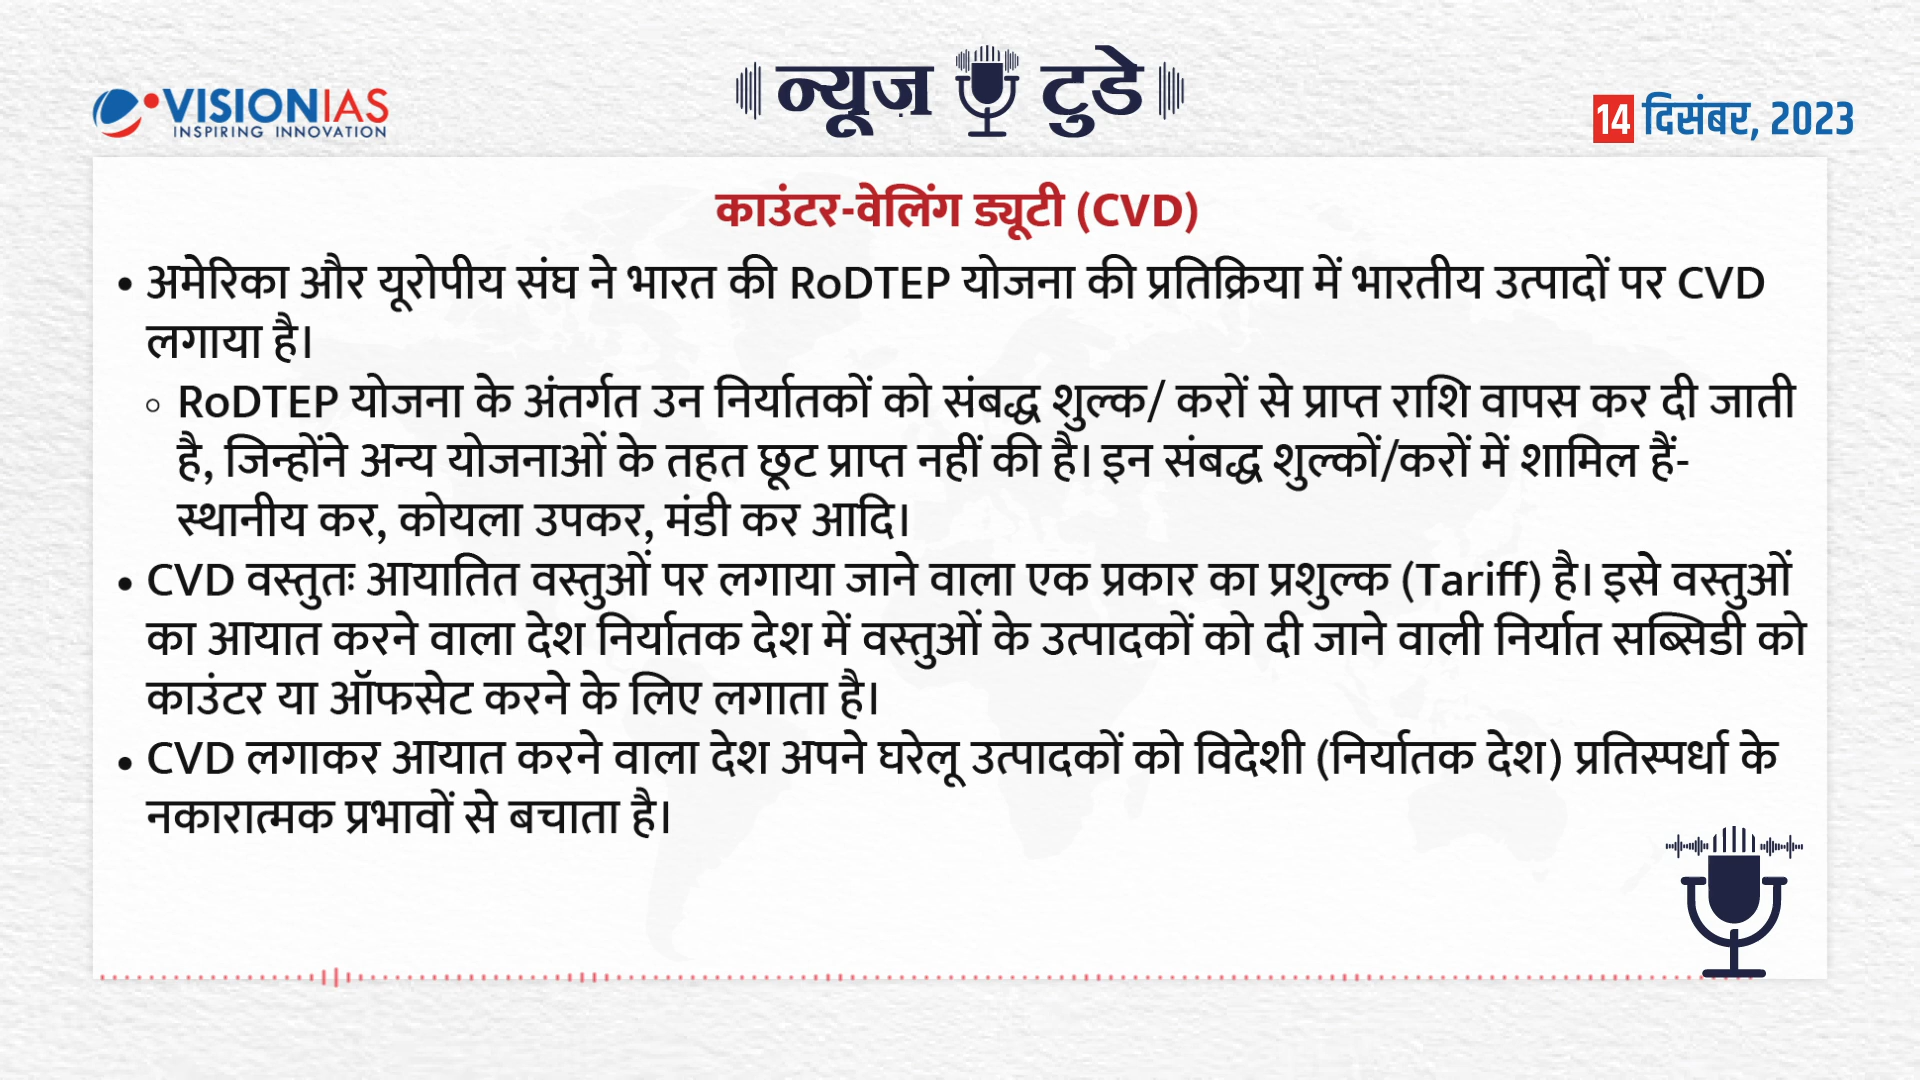 VISIONIAS
INSPIRING INNOVATION
न्यूज़ टुडे
14 दिसंबर, 2023
काउंटर-वेलिंग ड्यूटी (CVD)
• अमेरिका और यूरोपीय संघ ने भारत की RoDTEP योजना की प्रतिक्रिया में भारतीय उत्पादों पर CVD
लगाया है।
◦ RoDTEP योजना के अंतर्गत उन निर्यातकों को संबद्ध शुल्क/ करों से प्राप्त राशि वापस कर दी जाती
है, जिन्होंने अन्य योजनाओं के तहत छूट प्राप्त नहीं की है। इन संबद्ध शुल्कों/करों में शामिल हैं-
स्थानीय कर, कोयला उपकर, मंडी कर आदि।
• CVD वस्तुतः आयातित वस्तुओं पर लगाया जाने वाला एक प्रकार का प्रशुल्क (Tariff) है। इसे वस्तुओं
का आयात करने वाला देश निर्यातक देश में वस्तुओं के उत्पादकों को दी जाने वाली निर्यात सब्सिडी को
काउंटर या ऑफसेट करने के लिए लगाता है।
• CVD लगाकर आयात करने वाला देश अपने घरेलू उत्पादकों को विदेशी (निर्यातक देश) प्रतिस्पर्धा के
नकारात्मक प्रभावों से बचाता है।